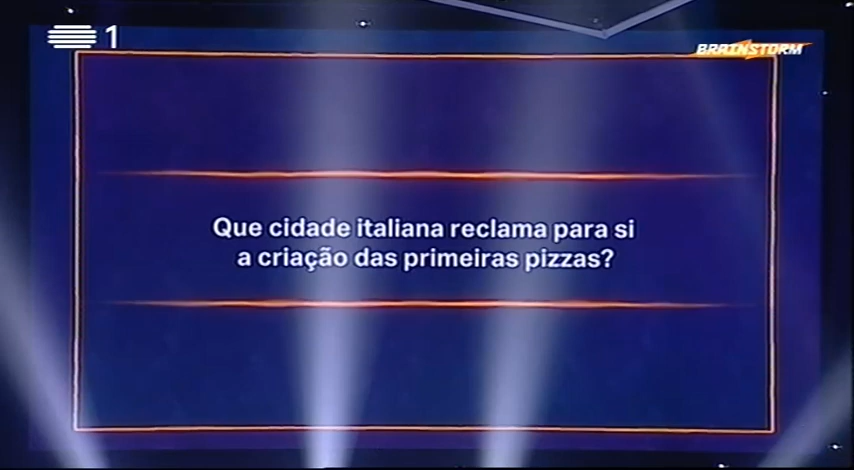 1
BRAINSTORM
Que cidade italiana reclama para si
a criação das primeiras pizzas?